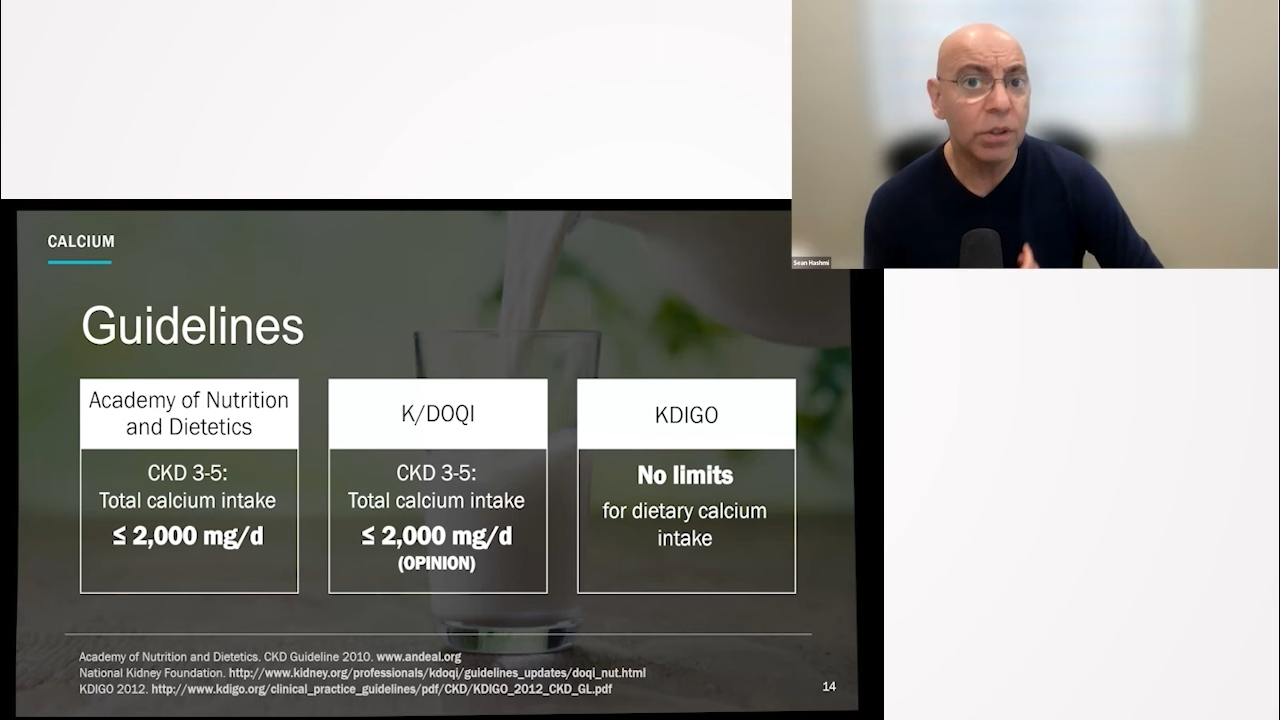 Sean Hashmi
CALCIUM
Guidelines
Academy of Nutrition
and Dietetics
CKD 3-5:
Total calcium intake
≤ 2,000 mg/d
K/DOQI
CKD 3-5:
Total calcium intake
≤ 2,000 mg/d
(OPINION)
KDIGO
No limits
for dietary calcium
intake
Academy of Nutrition and Dietetics. CKD Guideline 2010. www.andeal.org
National Kidney Foundation. http://www.kidney.org/professionals/kdoqi/guidelines_updates/doqi_nut.html
KDIGO 2012. http://www.kdigo.org/clinical_practice_guidelines/pdf/CKD/KDIGO_2012_CKD_GL.pdf
14